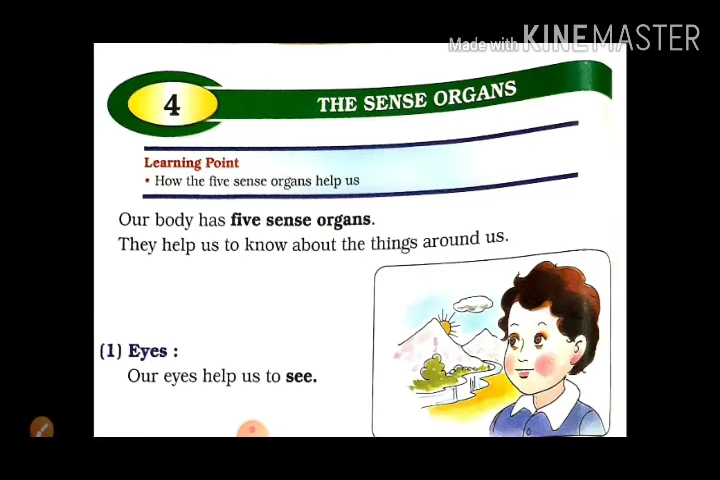 Made with KINEMASTER
4
THE SENSE ORGANS
Learning Point
• How the five sense organs help us
Our body has five sense organs.
They help us to know about the things around us.
(1) Eyes :
Our eyes help us to see.